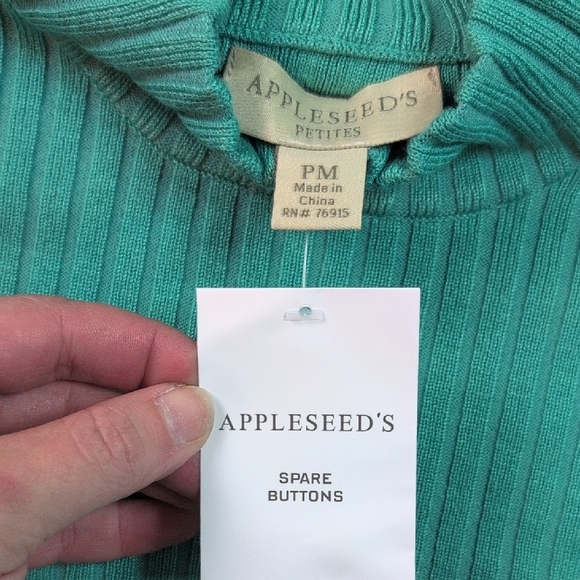 APPLESEED'S
PETITES
PM
Made in
China
RN# 76915
APPLESEED'S
SPARE
BUTTONS